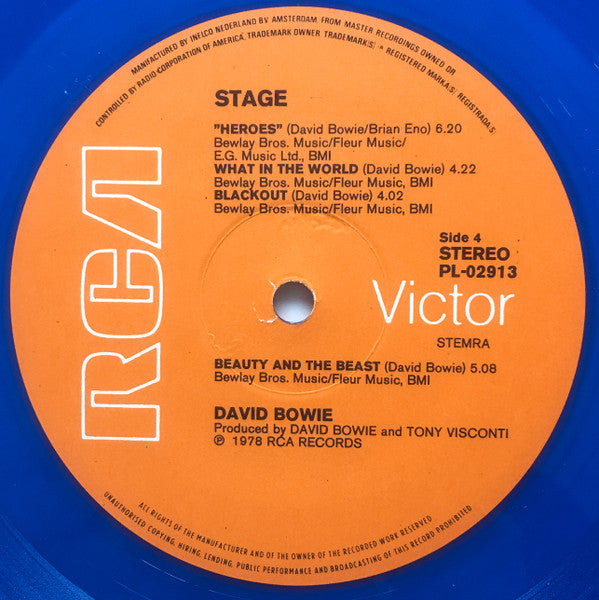 MANUFACTURED BY INELCO NEDERLAND BV AMSTERDAM, FROM MASTER RECORDINGS OWNED OR
CONTROLLED BY RADIO CORPORATION OF AMERICA, TRADEMARK OWNER TRADEMARK(S) ® REGISTERED MARKA(S) REGISTRADA(S)
STAGE
"HEROES" (David Bowie/Brian Eno) 6.20
Bewlay Bros. Music/Fleur Music/
E.G. Music Ltd., BMI
WHAT IN THE WORLD (David Bowie) 4.22
Bewlay Bros. Music/Fleur Music, BMI
BLACKOUT (David Bowie) 4.02
Bewlay Bros. Music/Fleur Music, BMI
Side 4
STEREO
PL-02913
RCA
Victor
STEMRA
BEAUTY AND THE BEAST (David Bowie) 5.08
Bewlay Bros. Music/Fleur Music, BMI
DAVID BOWIE
Produced by DAVID BOWIE and TONY VISCONTI
℗ 1978 RCA RECORDS
ALL RIGHTS OF THE MANUFACTURER AND OF THE OWNER OF THE RECORDED WORK RESERVED
UNAUTHORISED COPYING, HIRING, LENDING, PUBLIC PERFORMANCE AND BROADCASTING OF THIS RECORD PROHIBITED